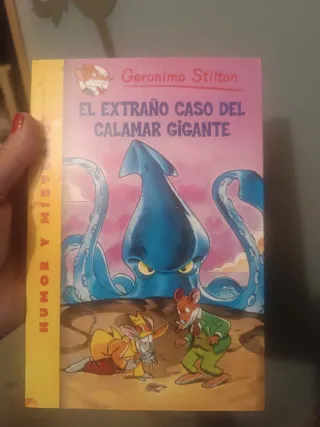 Geronimo Stilton
EL EXTRAÑO CASO DEL
CALAMAR GIGANTE
HUMOR Y MISTERIO